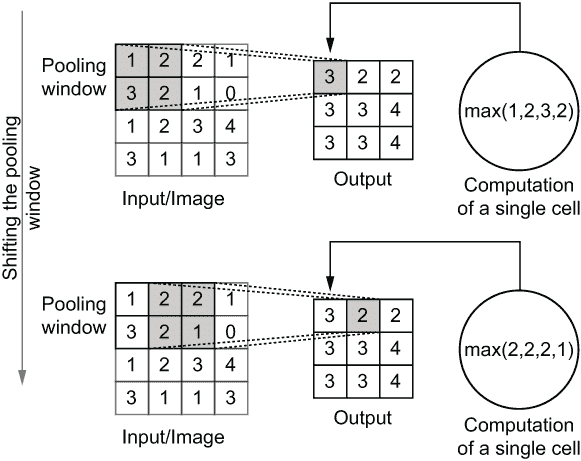 Shifting the pooling
window
Pooling
window
1 2 2 1
3 2 1 0
1 2 3 4
3 1 1 3
Input/Image
3 2 2
3 3 4
3 3 4
Output
max(1,2,3,2)
Computation
of a single cell
Pooling
window
1 2 2 1
3 2 1 0
1 2 3 4
3 1 1 3
Input/Image
3 2 2
3 3 4
3 3 4
Output
max(2,2,2,1)
Computation
of a single cell